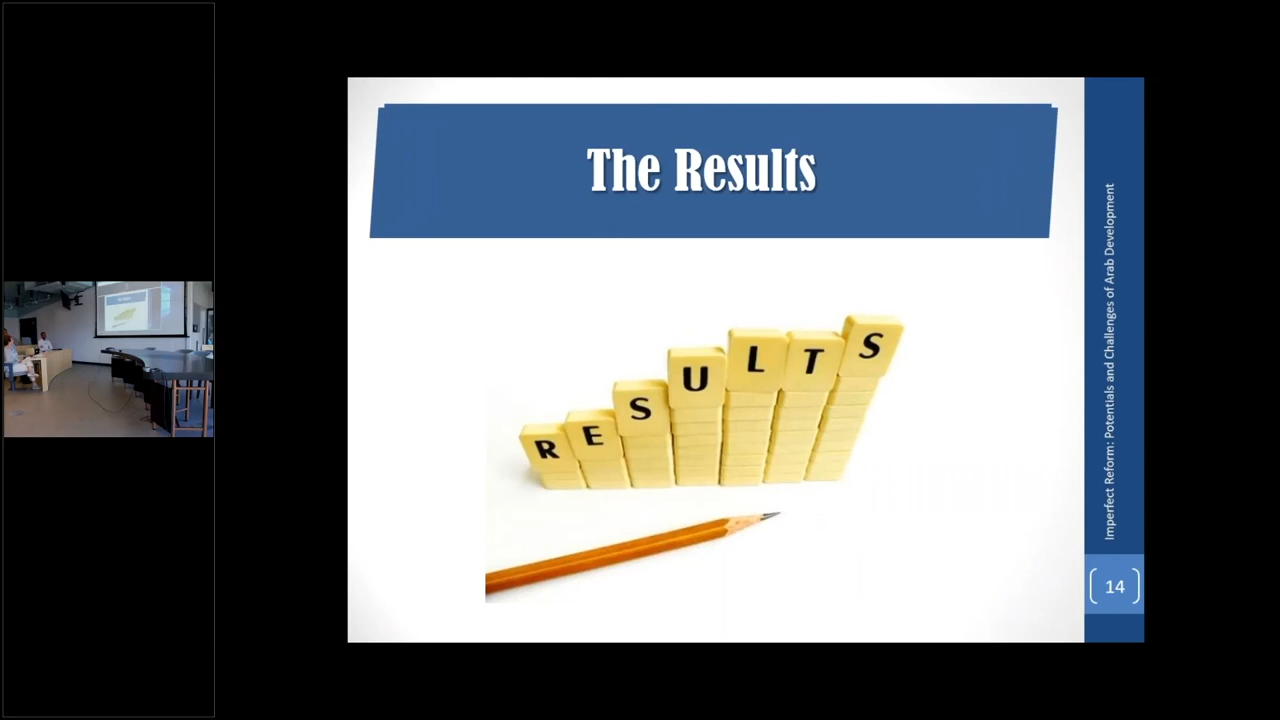 The Results
RESULTS
Imperfect Reform: Potentials and Challenges of Arab Development
14